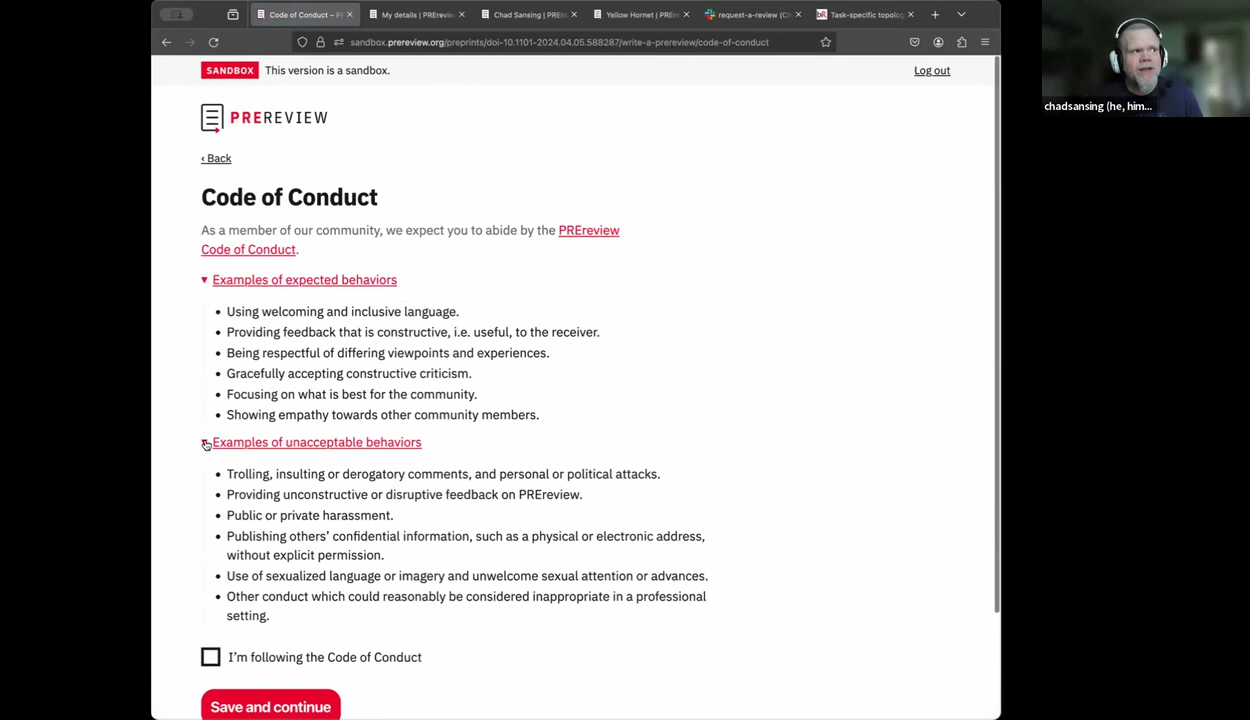 Code of Conduct – P
My details | PREreview
Chad Sansing | PRE
Yellow Hornet | PRE
request-a-review (C
Task-specific topolog
sandbox.prereview.org/preprints/doi-10.1101-2024.04.05.588287/write-a-prereview/code-of-conduct
chadsansing (he, him...
SANDBOX This version is a sandbox.
Log out
PREREVIEW
‹ Back
Code of Conduct
As a member of our community, we expect you to abide by the PREreview
Code of Conduct.
▾ Examples of expected behaviors
• Using welcoming and inclusive language.
• Providing feedback that is constructive, i.e. useful, to the receiver.
• Being respectful of differing viewpoints and experiences.
• Gracefully accepting constructive criticism.
• Focusing on what is best for the community.
• Showing empathy towards other community members.
Examples of unacceptable behaviors
• Trolling, insulting or derogatory comments, and personal or political attacks.
• Providing unconstructive or disruptive feedback on PREreview.
• Public or private harassment.
• Publishing others’ confidential information, such as a physical or electronic address,
without explicit permission.
• Use of sexualized language or imagery and unwelcome sexual attention or advances.
• Other conduct which could reasonably be considered inappropriate in a professional
setting.
I’m following the Code of Conduct
Save and continue